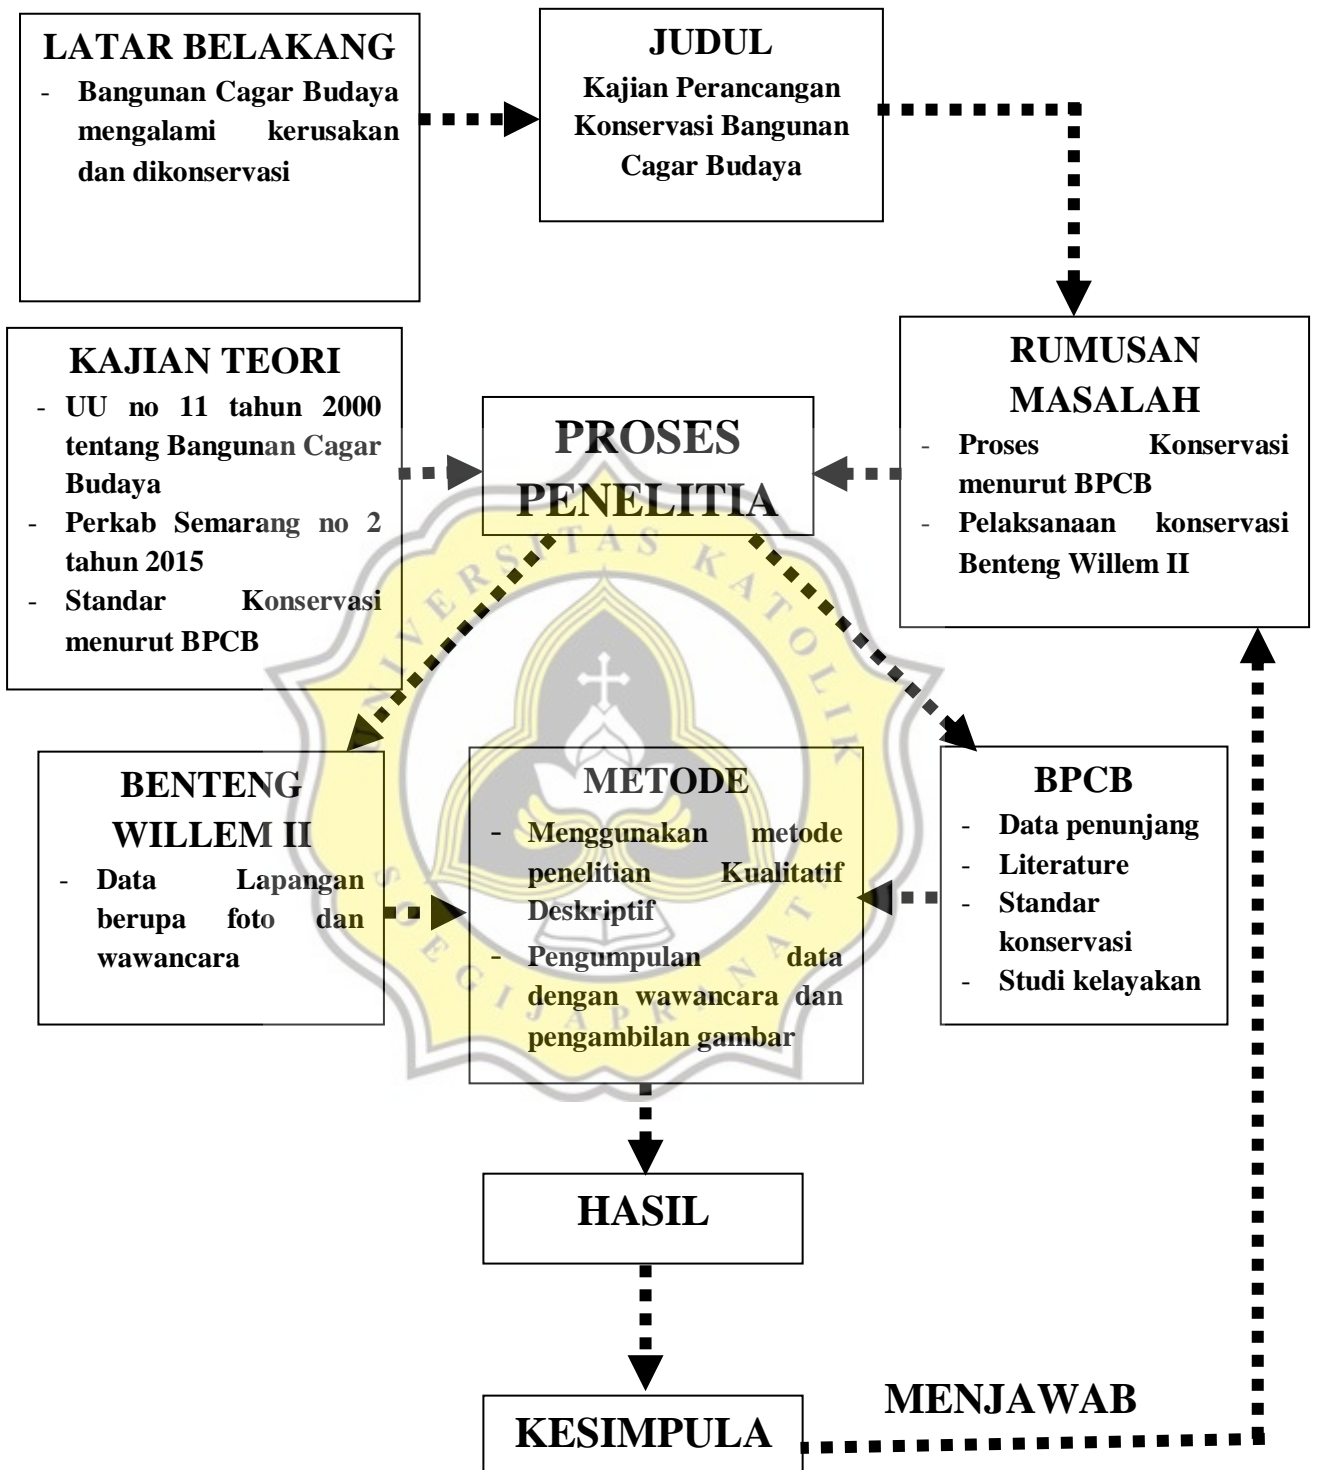 LATAR BELAKANG
- Bangunan Cagar Budaya
mengalami kerusakan
dan dikonservasi
JUDUL
Kajian Perancangan
Konservasi Bangunan
Cagar Budaya
KAJIAN TEORI
- UU no 11 tahun 2000
tentang Bangunan Cagar
Budaya
- Perkab Semarang no 2
tahun 2015
- Standar Konservasi
menurut BPCB
PROSES
PENELITIA
RUMUSAN
MASALAH
- Proses Konservasi
menurut BPCB
- Pelaksanaan konservasi
Benteng Willem II
UNIVERSITAS KATOLIK
SOEGIJAPRANATA
BENTENG
WILLEM II
- Data Lapangan
berupa foto dan
wawancara
METODE
- Menggunakan metode
penelitian Kualitatif
Deskriptif
- Pengumpulan data
dengan wawancara dan
pengambilan gambar
BPCB
- Data penunjang
- Literature
- Standar
konservasi
- Studi kelayakan
HASIL
KESIMPULA
MENJAWAB